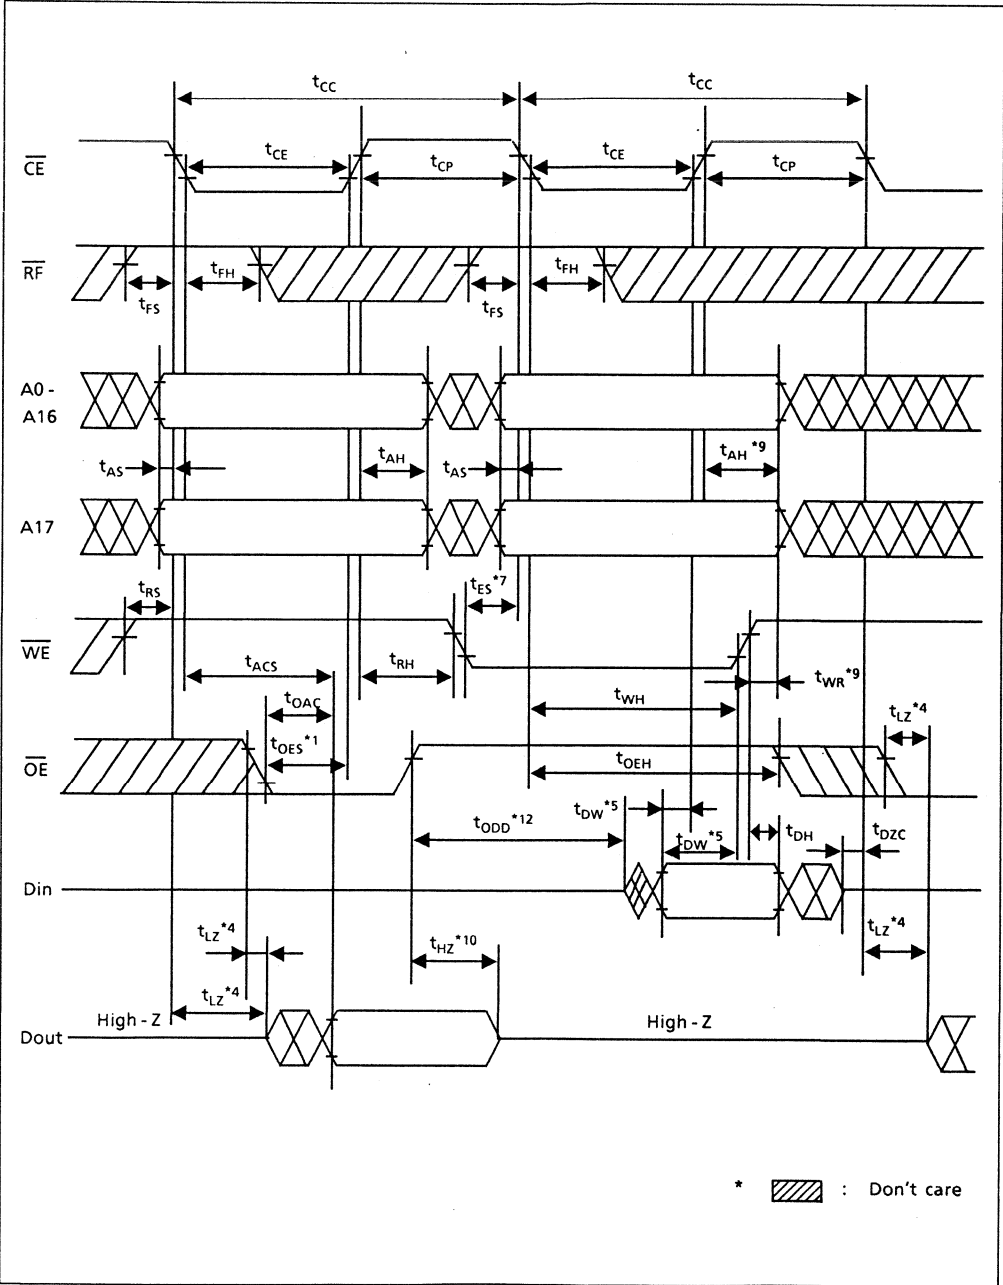 tCC tCC
CE tCE tCP tCE tCP
RF tFS tFH tFS tFH
A0 -
A16
tAS tAH tAS tAH*9
A17
tRS tES*7
WE
tACS tRH tWR*9
tOAC tWH tLZ*4
OE tOES*1 tOEH
tODD*12 tDW*5 tDW*5 tDH tDZC
Din
tLZ*4 tHZ*10 tLZ*4
tLZ*4
High - Z High - Z
Dout
* : Don't care